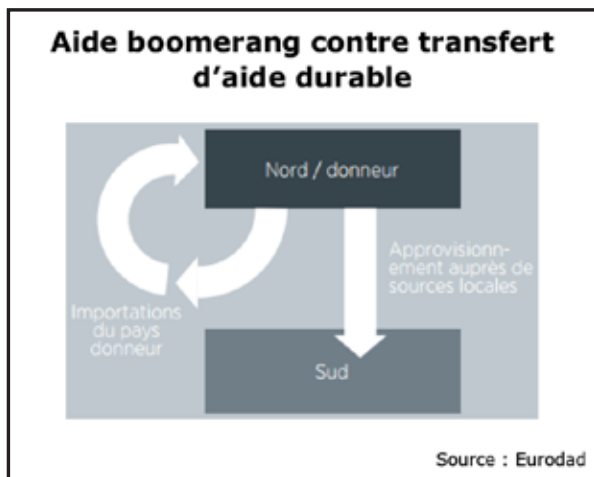 Aide boomerang contre transfert
d'aide durable
Nord / donneur
Approvisionn-
ement auprès de
sources locales
Importations
du pays
donneur
Sud
Source : Eurodad